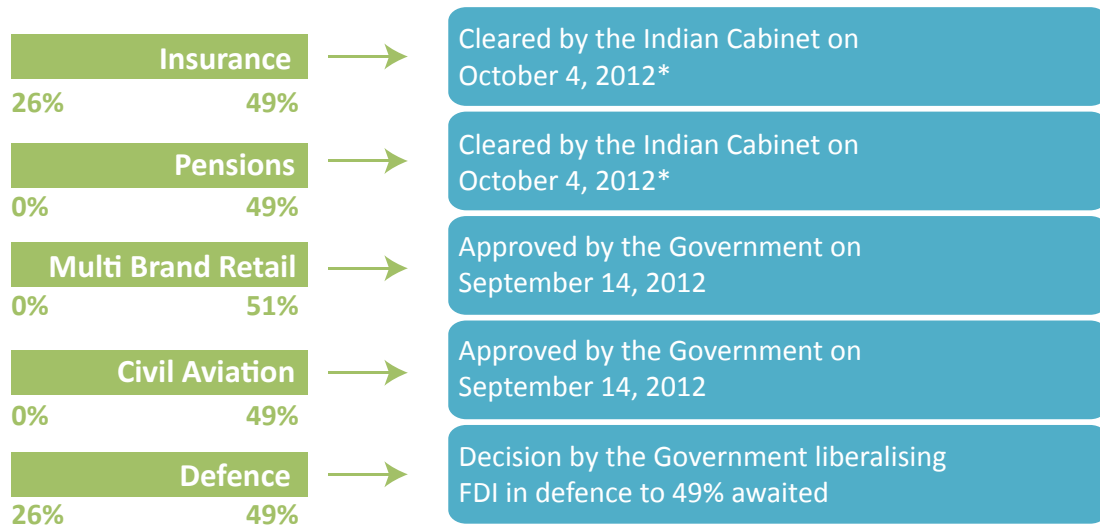 Insurance
26% 49%
Cleared by the Indian Cabinet on
October 4, 2012*
Pensions
0% 49%
Cleared by the Indian Cabinet on
October 4, 2012*
Multi Brand Retail
0% 51%
Approved by the Government on
September 14, 2012
Civil Aviation
0% 49%
Approved by the Government on
September 14, 2012
Defence
26% 49%
Decision by the Government liberalising
FDI in defence to 49% awaited